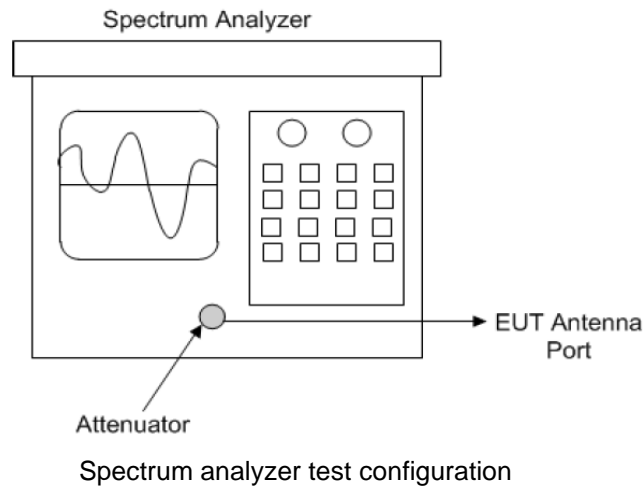 Spectrum Analyzer
EUT Antenna
Port
Attenuator
Spectrum analyzer test configuration